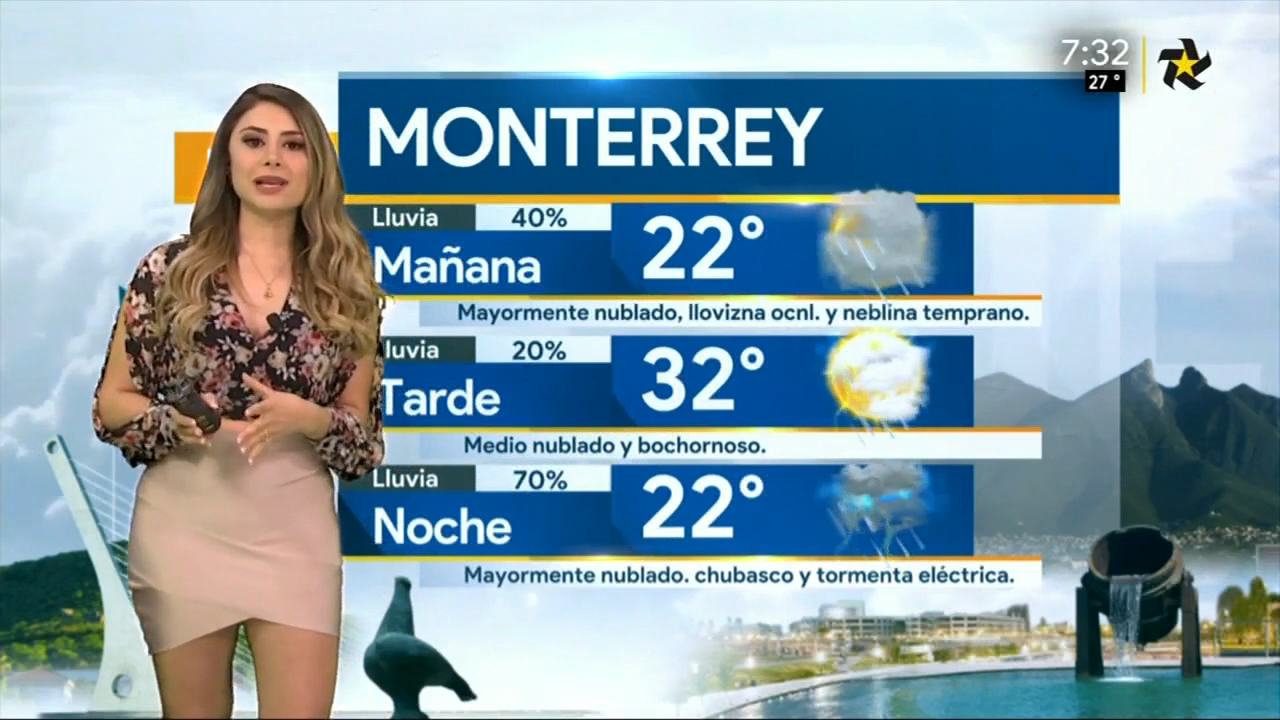 7:32
27°
MONTERREY
Lluvia 40%
Mañana 22°
Mayormente nublado, llovizna ocnl. y neblina temprano.
luvia 20%
Tarde 32°
Medio nublado y bochornoso.
Lluvia 70%
Noche 22°
Mayormente nublado. chubasco y tormenta eléctrica.